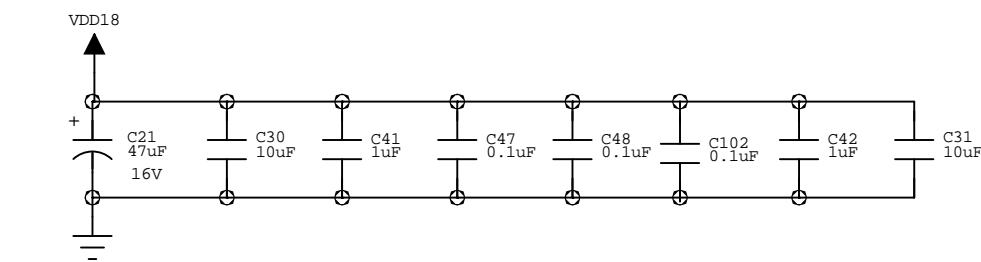 VDD18
+
C21
47uF
16V
C30
10uF
C41
1uF
C47
0.1uF
C48
0.1uF
C102
0.1uF
C42
1uF
C31
10uF